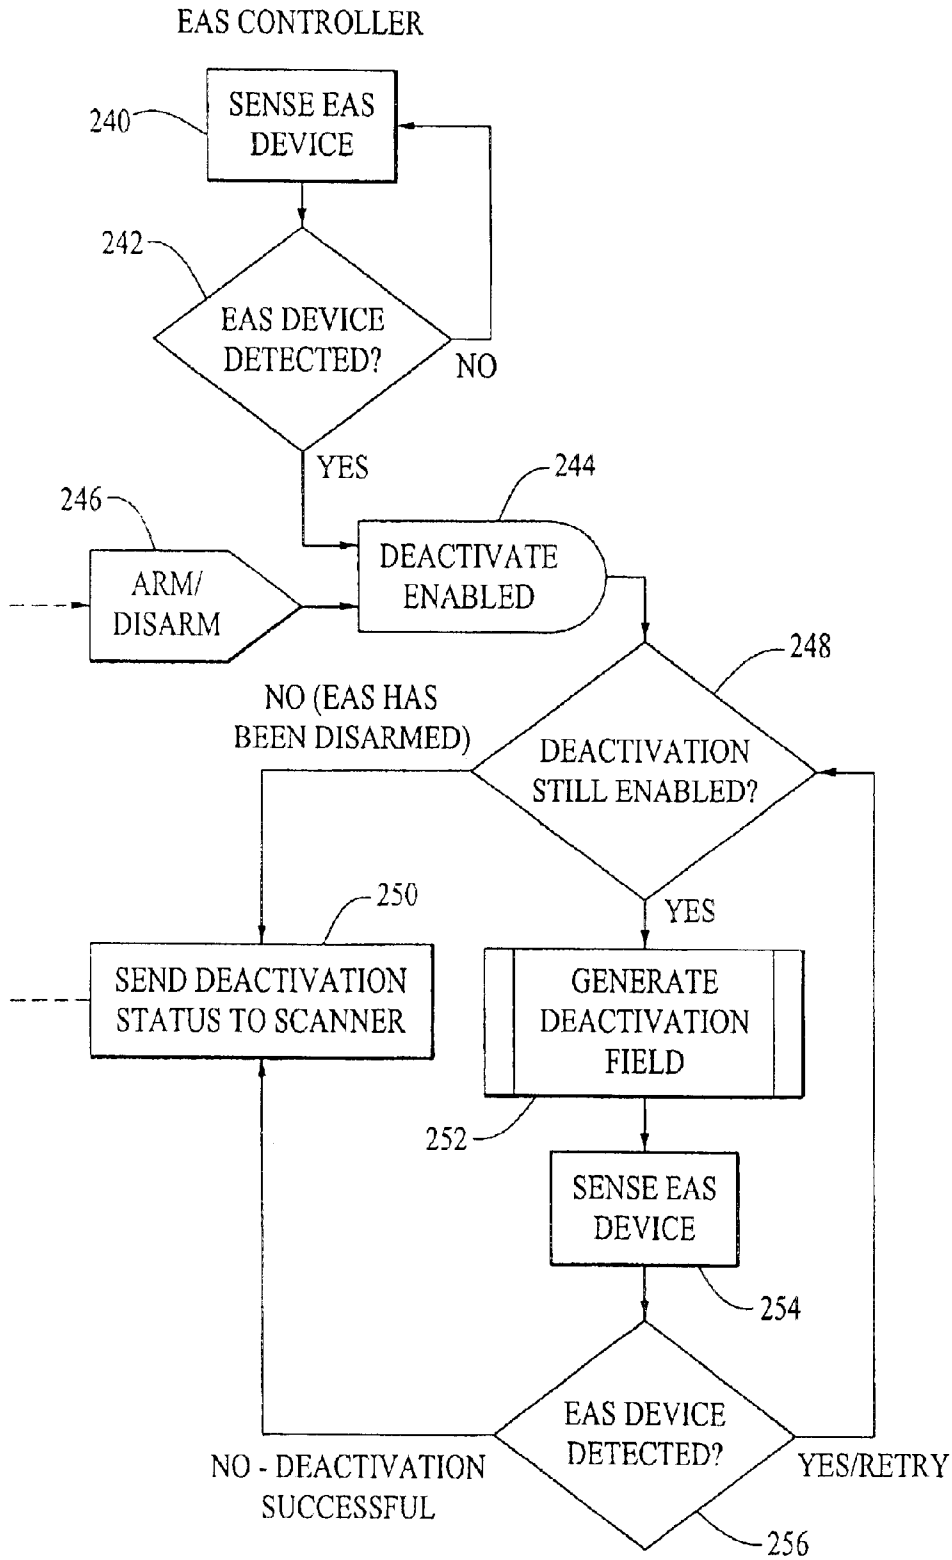 EAS CONTROLLER
240
SENSE EAS
DEVICE
242
EAS DEVICE
DETECTED?
NO
YES
244
246
DEACTIVATE
ENABLED
ARM/
DISARM
248
NO (EAS HAS
BEEN DISARMED)
DEACTIVATION
STILL ENABLED?
250
YES
SEND DEACTIVATION
STATUS TO SCANNER
GENERATE
DEACTIVATION
FIELD
252
SENSE EAS
DEVICE
254
EAS DEVICE
DETECTED?
NO - DEACTIVATION
SUCCESSFUL
YES/RETRY
256